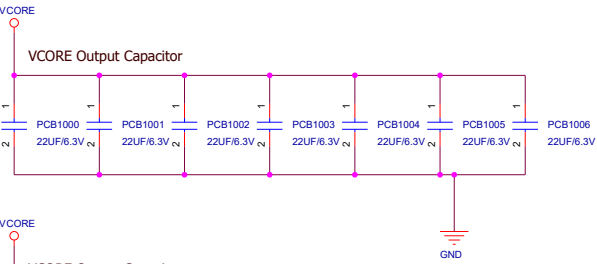 VCORE
VCORE Output Capacitor
1 1 1 1 1 1 1
PCB1000 PCB1001 PCB1002 PCB1003 PCB1004 PCB1005 PCB1006
2 22UF/6.3V 2 22UF/6.3V 2 22UF/6.3V 2 22UF/6.3V 2 22UF/6.3V 2 22UF/6.3V 2 22UF/6.3V
VCORE
GND